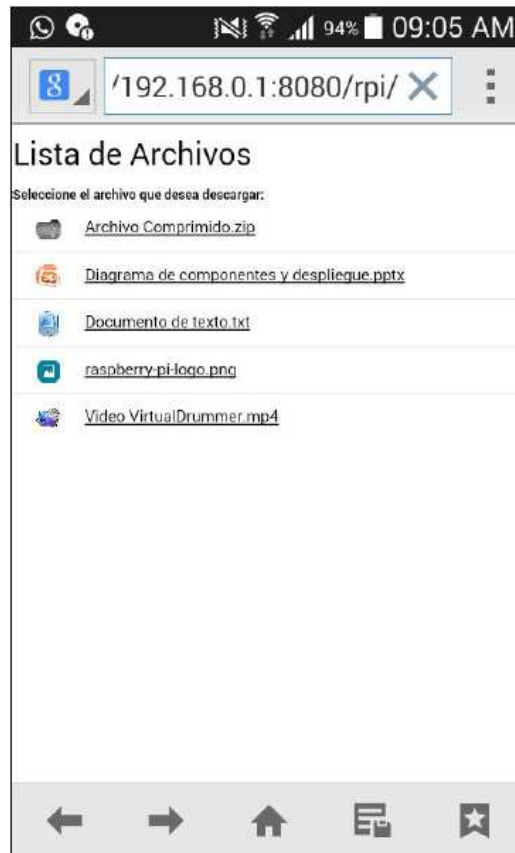 94% 09:05 AM
8 /192.168.0.1:8080/rpi/
Lista de Archivos
Seleccione el archivo que desea descargar:
Archivo Comprimido.zip
Diagrama de componentes y despliegue.pptx
Documento de texto.txt
raspberry-pi-logo.png
Video VirtualDrummer.mp4